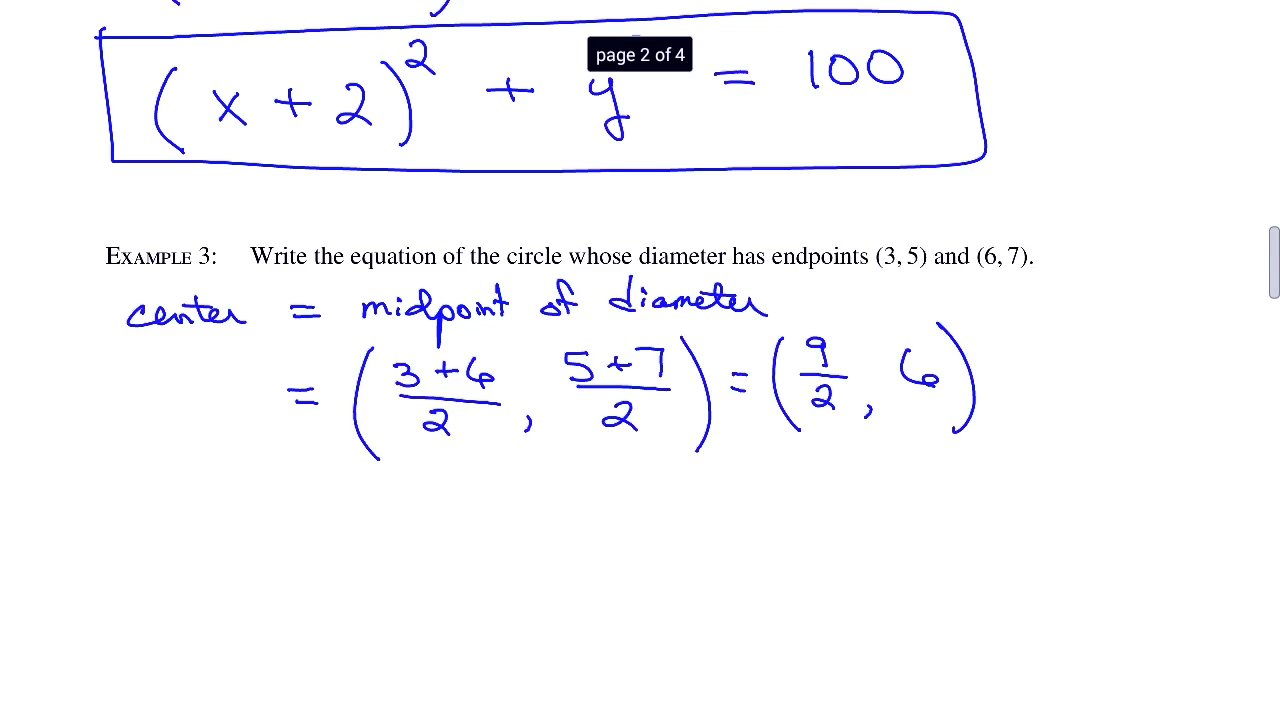 page 2 of 4
(x + 2)² + y = 100
EXAMPLE 3: Write the equation of the circle whose diameter has endpoints (3, 5) and (6, 7).
center = midpoint of diameter
= (3+6/2, 5+7/2) = (9/2, 6)